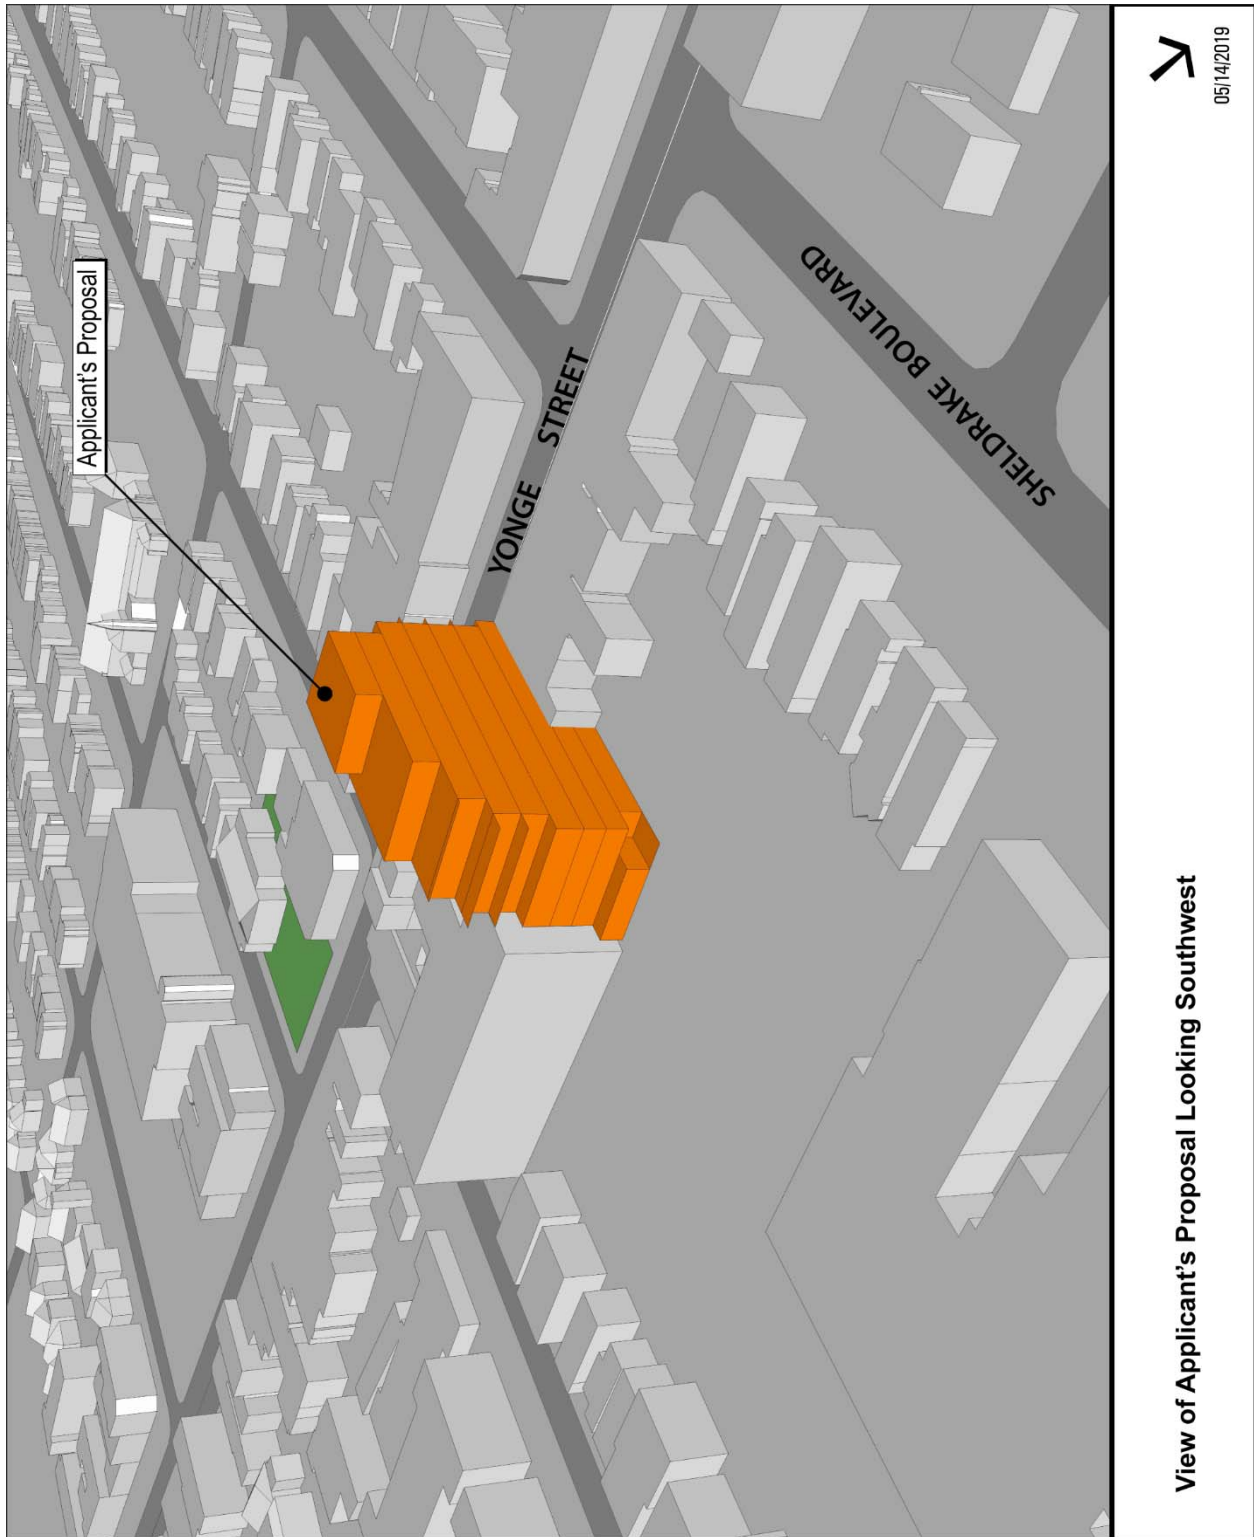 Applicant's Proposal
YONGE STREET
SHELDRAKE BOULEVARD
View of Applicant's Proposal Looking Southwest
05/14/2019